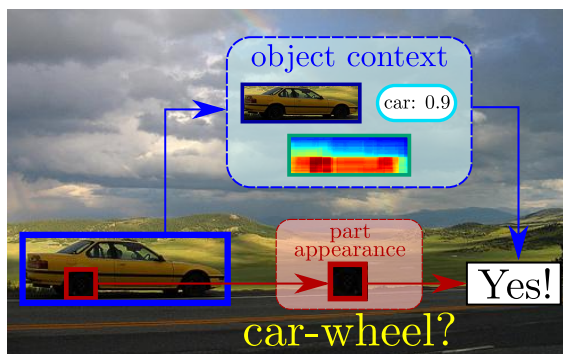 object context
car: 0.9
part
appearance
Yes!
car-wheel?